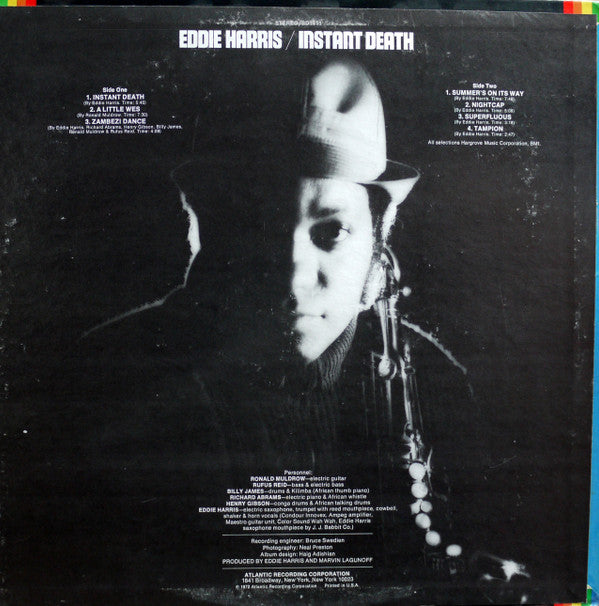 STEREO/SD 1611
EDDIE HARRIS / INSTANT DEATH
Side One
1. INSTANT DEATH
(By Eddie Harris. Time: 5:43)
2. A LITTLE WES
(By Ronald Muldrow. Time: 7:30)
3. ZAMBEZI DANCE
(By Eddie Harris, Richard Abrams, Henry Gibson, Billy James,
Ronald Muldrow & Rufus Reid. Time: 4:58)
Side Two
1. SUMMER'S ON ITS WAY
(By Eddie Harris. Time: 7:48)
2. NIGHTCAP
(By Eddie Harris. Time: 5:06)
3. SUPERFLUOUS
(By Eddie Harris. Time: 3:18)
4. TAMPION
(By Eddie Harris. Time: 2:47)
All selections Hargrove Music Corporation, BMI.
Personnel:
RONALD MULDROW—electric guitar
RUFUS REID—bass & electric bass
BILLY JAMES—drums & Kilimba (African thumb piano)
RICHARD ABRAMS—electric piano & African whistle
HENRY GIBSON—conga drums & African talking drums
EDDIE HARRIS—electric saxophone, trumpet with reed mouthpiece, cowbell,
shaker & horn vocals (Condour Innovex, Ampeg amplifier,
Maestro guitar unit, Color Sound Wah Wah, Eddie Harris
saxophone mouthpiece by J. J. Babbit Co.)
Recording engineer: Bruce Swedien
Photography: Neal Preston
Album design: Haig Adishian
PRODUCED BY EDDIE HARRIS AND MARVIN LAGUNOFF
ATLANTIC RECORDING CORPORATION
1841 Broadway, New York, New York 10023
© 1972 Atlantic Recording Corporation Printed in U.S.A.